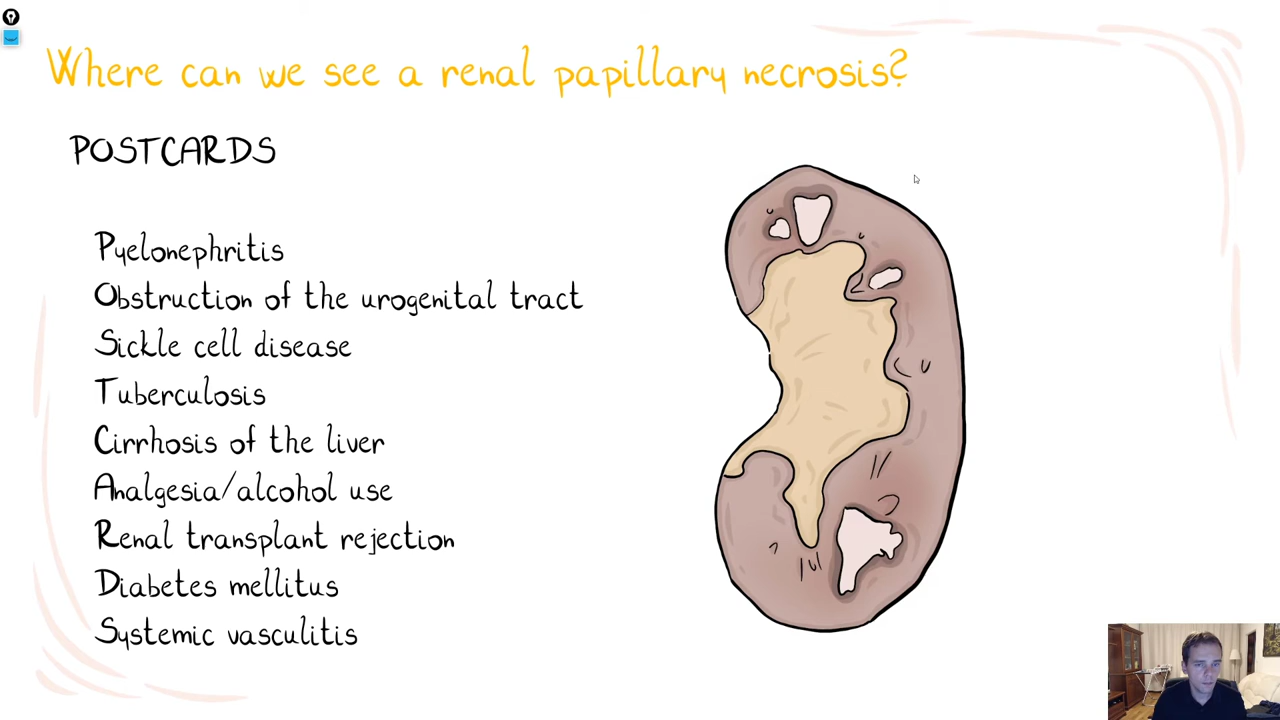 Where can we see a renal papillary necrosis?
POSTCARDS
Pyelonephritis
Obstruction of the urogenital tract
Sickle cell disease
Tuberculosis
Cirrhosis of the liver
Analgesia/alcohol use
Renal transplant rejection
Diabetes mellitus
Systemic vasculitis